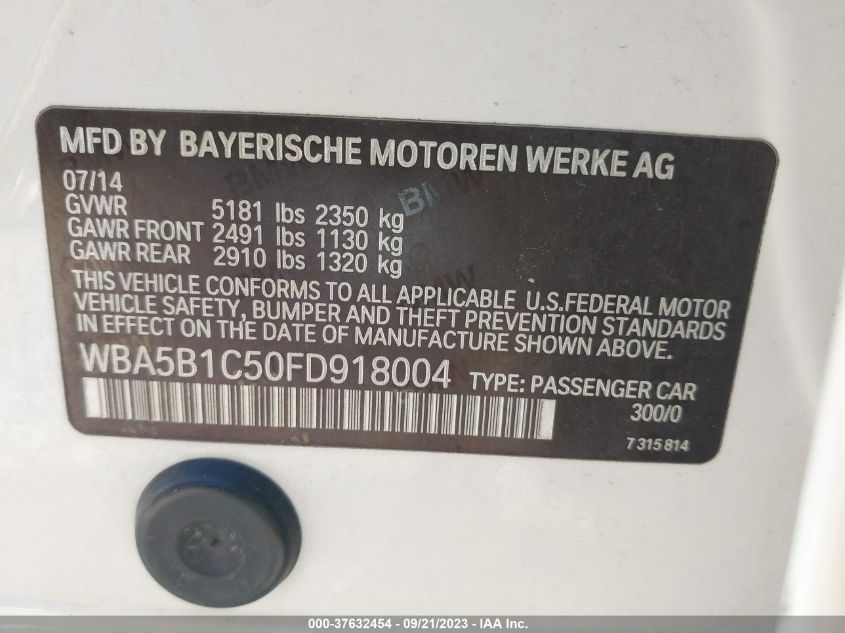 MFD BY BAYERISCHE MOTOREN WERKE AG
07/14
GVWR 5181 lbs 2350 kg
GAWR FRONT 2491 lbs 1130 kg
GAWR REAR 2910 lbs 1320 kg
THIS VEHICLE CONFORMS TO ALL APPLICABLE U.S.FEDERAL MOTOR
VEHICLE SAFETY, BUMPER AND THEFT PREVENTION STANDARDS
IN EFFECT ON THE DATE OF MANUFACTURE SHOWN ABOVE.
WBA5B1C50FD918004 TYPE: PASSENGER CAR
300/0
7 315 814
000-37632454 | 09/21/2023 - IAA Inc.